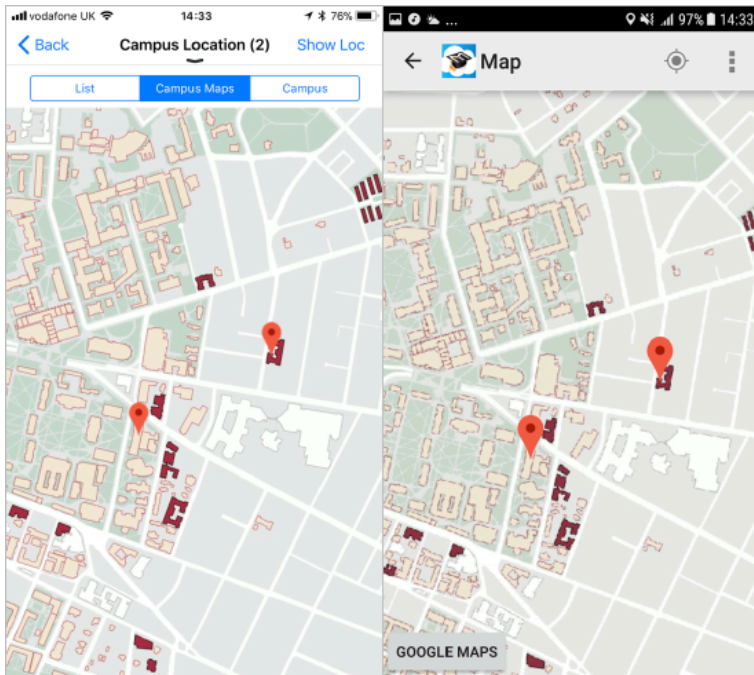 vodafone UK 14:33 76%
Back Campus Location (2) Show Loc
List Campus Maps Campus
... 97% 14:33
Map
GOOGLE MAPS